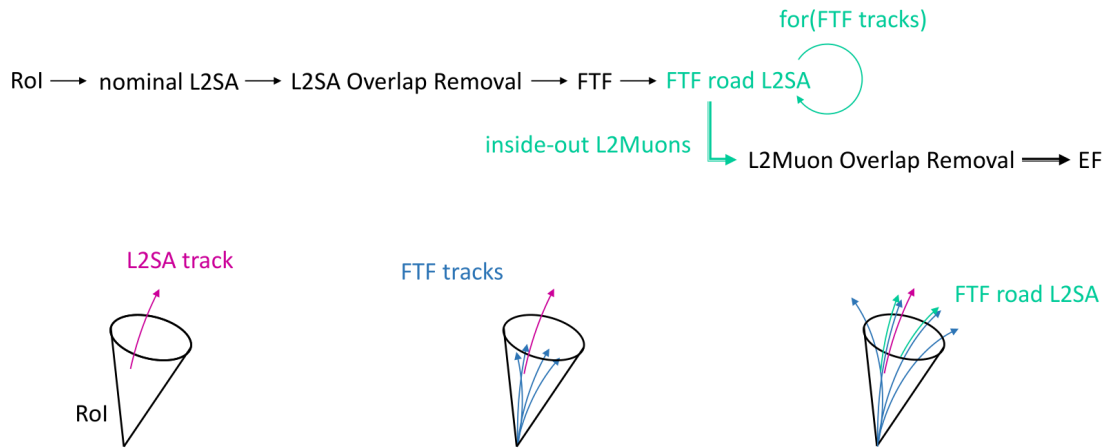 for(FTF tracks)
RoI
nominal L2SA
L2SA Overlap Removal
FTF
FTF road L2SA
inside-out L2Muons
L2Muon Overlap Removal
EF
L2SA track
FTF tracks
FTF road L2SA
RoI